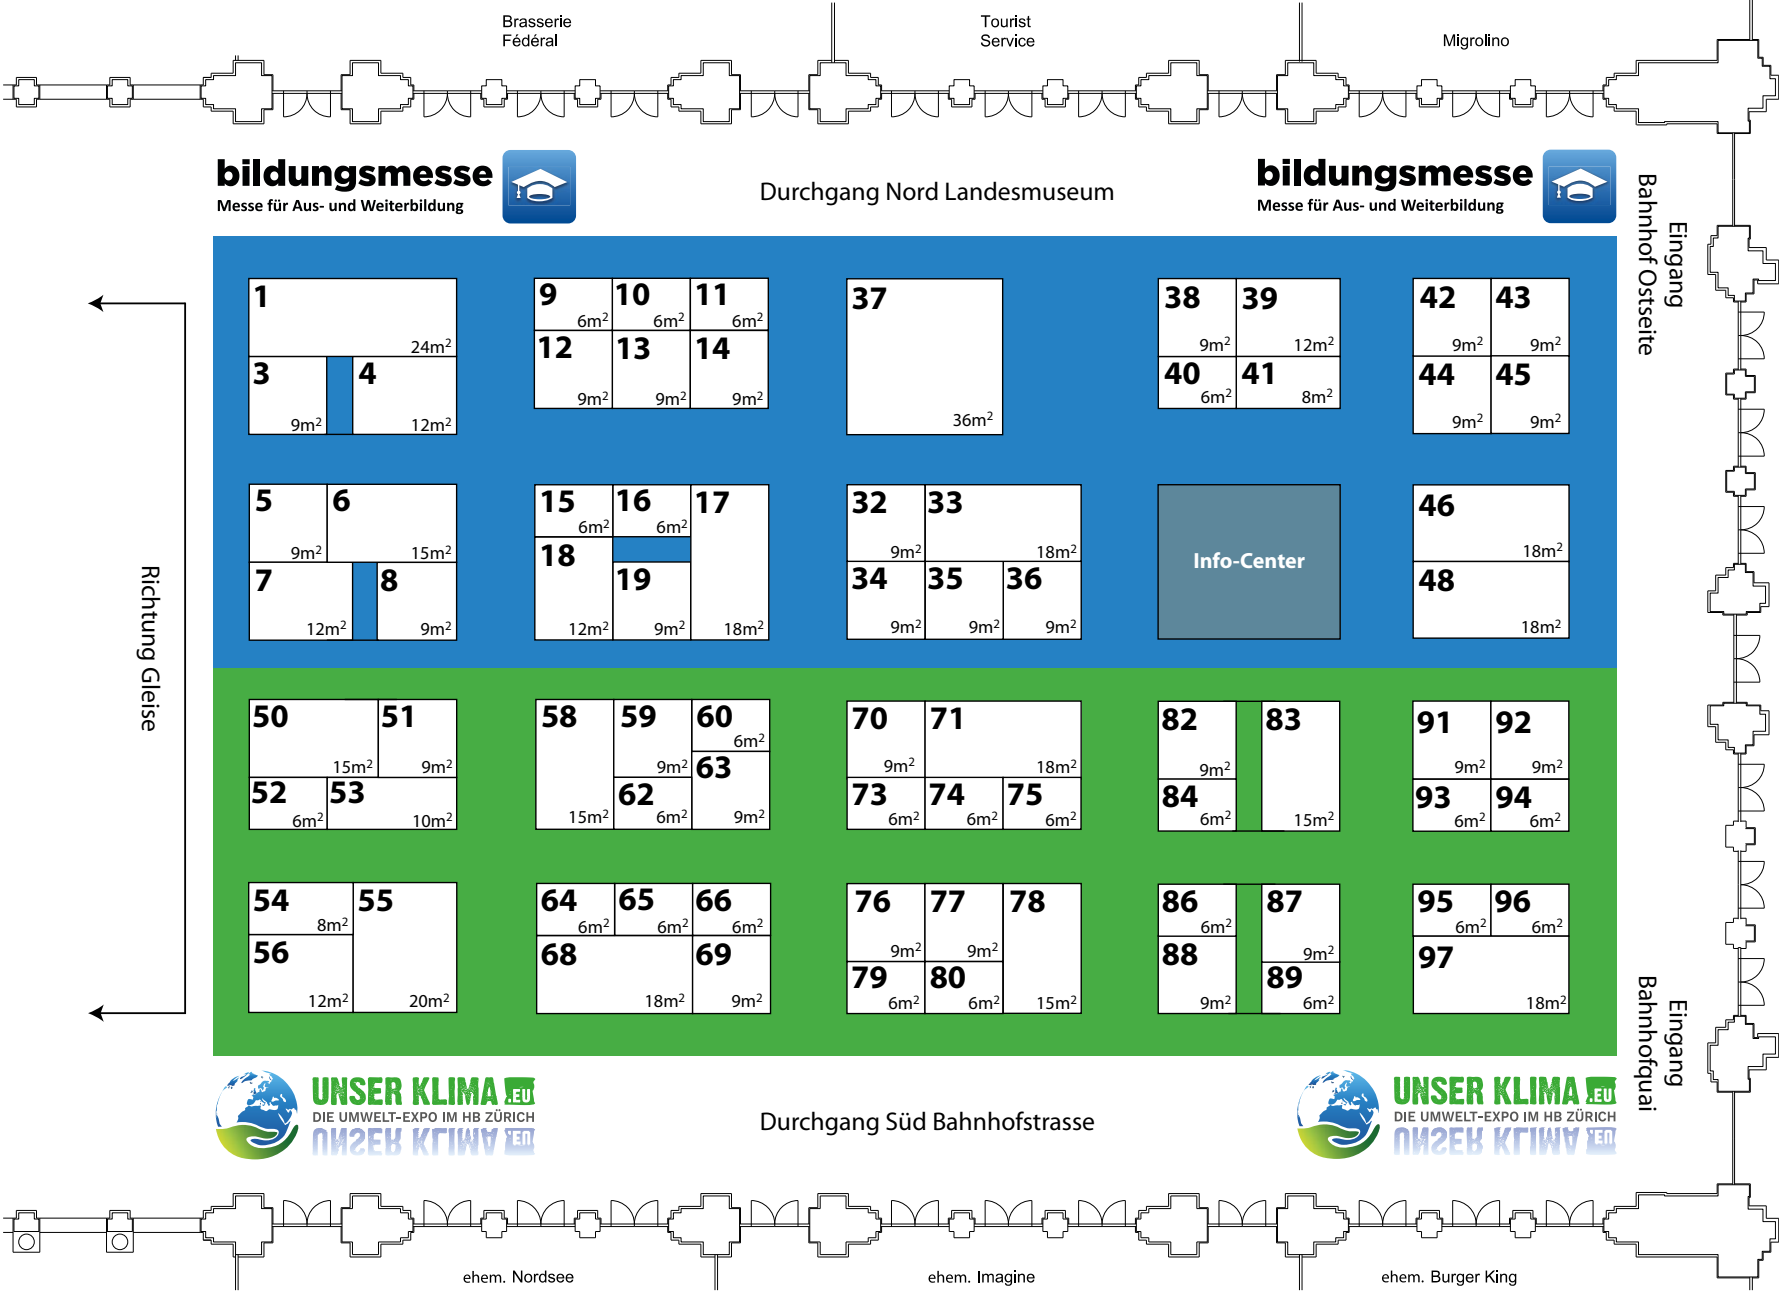 Brasserie
Fédéral
Tourist
Service
Migrolino
bildungsmesse
Messe für Aus- und Weiterbildung
Durchgang Nord Landesmuseum
bildungsmesse
Messe für Aus- und Weiterbildung
Eingang
Bahnhof Ostseite
Richtung Gleise
1
24m²
3
9m²
4
12m²
9
6m²
10
6m²
11
6m²
12
9m²
13
9m²
14
9m²
37
36m²
38
9m²
39
12m²
40
6m²
41
8m²
42
9m²
43
9m²
44
9m²
45
9m²
5
9m²
6
15m²
7
12m²
8
9m²
15
6m²
16
6m²
17
18m²
18
12m²
19
9m²
32
9m²
33
18m²
34
9m²
35
9m²
36
9m²
Info-Center
46
18m²
48
18m²
50
15m²
51
9m²
52
6m²
53
10m²
58
15m²
59
9m²
60
6m²
62
6m²
63
9m²
70
9m²
71
18m²
73
6m²
74
6m²
75
6m²
82
9m²
83
15m²
84
6m²
91
9m²
92
9m²
93
6m²
94
6m²
54
8m²
55
20m²
56
12m²
64
6m²
65
6m²
66
6m²
68
18m²
69
9m²
76
9m²
77
9m²
78
15m²
79
6m²
80
6m²
86
6m²
87
9m²
88
9m²
89
6m²
95
6m²
96
6m²
97
18m²
Eingang
Bahnhofquai
UNSER KLIMA .EU
DIE UMWELT-EXPO IM HB ZÜRICH
Durchgang Süd Bahnhofstrasse
UNSER KLIMA .EU
DIE UMWELT-EXPO IM HB ZÜRICH
ehem. Nordsee
ehem. Imagine
ehem. Burger King